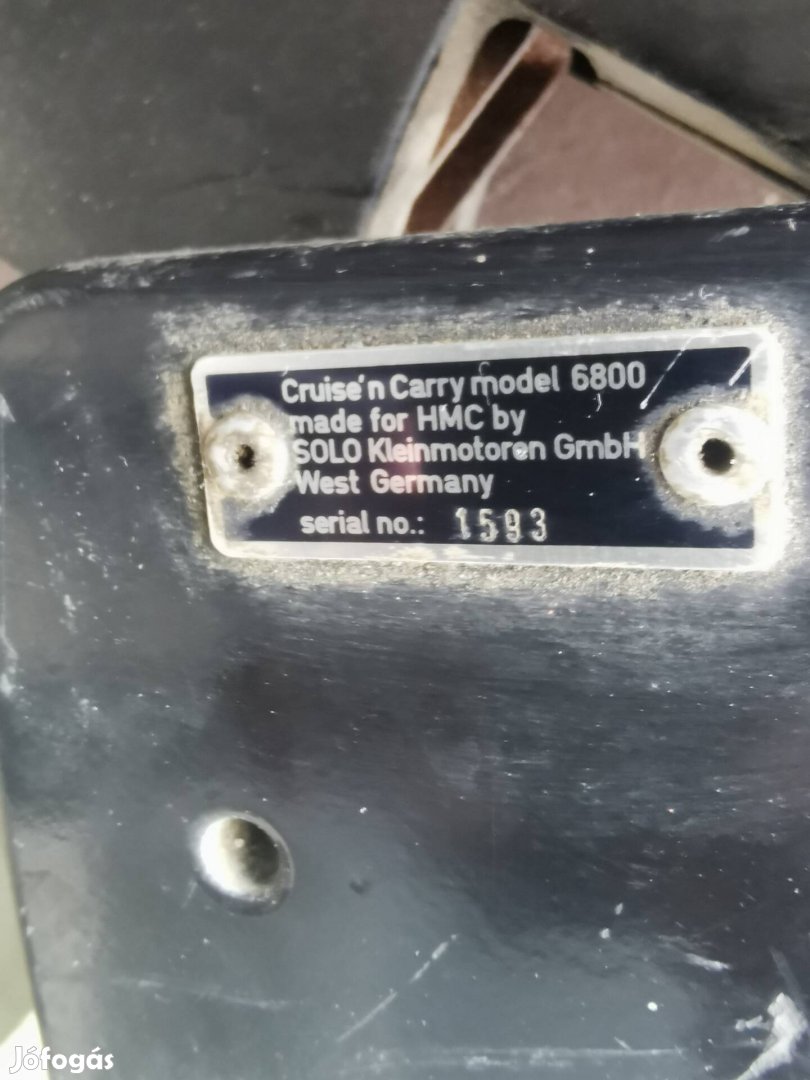 Cruise'n Carry model 6800
made for HMC by
SOLO Kleinmotoren GmbH
West Germany
serial no.: 1593
Jófogás